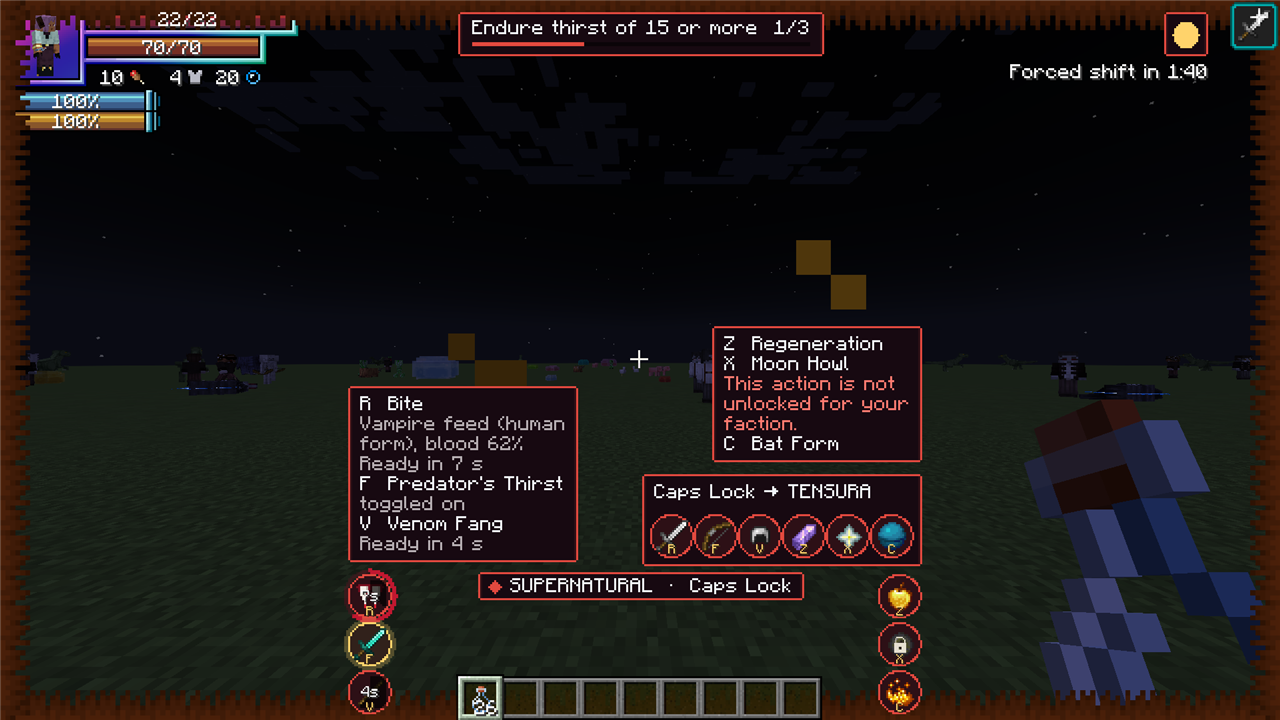 22/22
70/70
10 4 20
100%
100%
Endure thirst of 15 or more 1/3
Forced shift in 1:40
R Bite
Vampire feed (human
form), blood 62%
Ready in 7 s
F Predator's Thirst
toggled on
V Venom Fang
Ready in 4 s
Z Regeneration
X Moon Howl
This action is not
unlocked for your
faction.
C Bat Form
Caps Lock → TENSURA
R F V Z X C
SUPERNATURAL · Caps Lock
7s
R
F
4s
V
Z
X
C
26